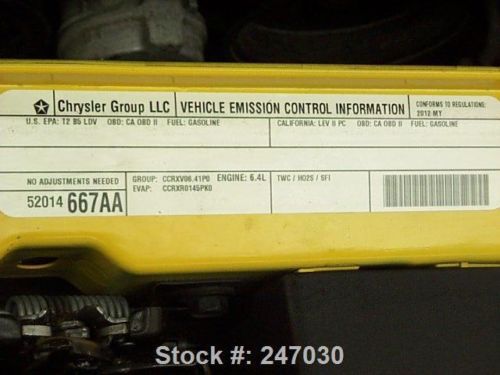 Chrysler Group LLC VEHICLE EMISSION CONTROL INFORMATION CONFORMS TO REGULATIONS:
2012 MY
U.S. EPA: T2 B5 LDV OBD: CA OBD II FUEL: GASOLINE CALIFORNIA: LEV II PC OBD: CA OBD II FUEL: GASOLINE
NO ADJUSTMENTS NEEDED GROUP: CCRXV06.41P0 ENGINE: 6.4L TWC / HO2S / SFI
EVAP: CCRXR0145PK0
52014 667AA
Stock #: 247030